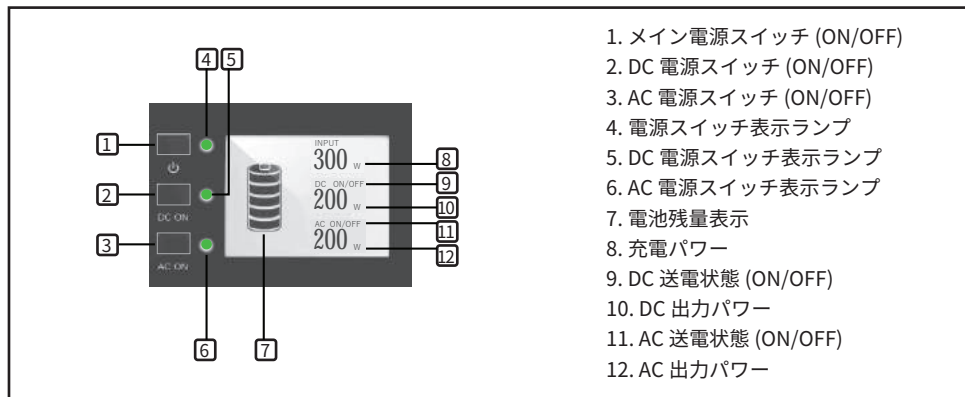 4 5
1
2
3
DC ON
AC ON
INPUT
300 W
DC ON/OFF
200 W
AC ON/OFF
200 W
8
9
10
11
12
6 7
1. メイン電源スイッチ (ON/OFF)
2. DC 電源スイッチ (ON/OFF)
3. AC 電源スイッチ (ON/OFF)
4. 電源スイッチ表示ランプ
5. DC 電源スイッチ表示ランプ
6. AC 電源スイッチ表示ランプ
7. 電池残量表示
8. 充電パワー
9. DC 送電状態 (ON/OFF)
10. DC 出力パワー
11. AC 送電状態 (ON/OFF)
12. AC 出力パワー